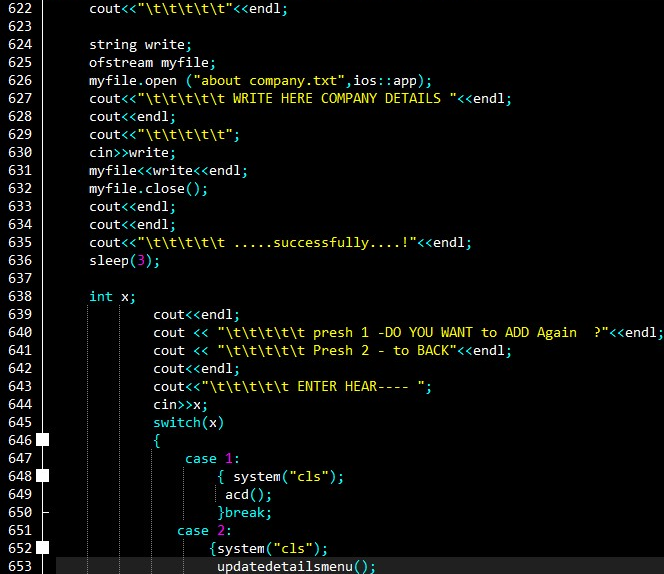 622 cout<<"\t\t\t\t\t"<<endl;
623
624 string write;
625 ofstream myfile;
626 myfile.open ("about company.txt",ios::app);
627 cout<<"\t\t\t\t\t WRITE HERE COMPANY DETAILS "<<endl;
628 cout<<endl;
629 cout<<"\t\t\t\t\t";
630 cin>>write;
631 myfile<<write<<endl;
632 myfile.close();
633 cout<<endl;
634 cout<<endl;
635 cout<<"\t\t\t\t\t .....successfully....!"<<endl;
636 sleep(3);
637
638 int x;
639 cout<<endl;
640 cout << "\t\t\t\t\t presh 1 -DO YOU WANT to ADD Again  ?"<<endl;
641 cout << "\t\t\t\t\t Presh 2 - to BACK"<<endl;
642 cout<<endl;
643 cout<<"\t\t\t\t\t ENTER HEAR---- ";
644 cin>>x;
645 switch(x)
646 {
647 case 1:
648 { system("cls");
649 acd();
650 }break;
651 case 2:
652 {system("cls");
653 updatedetailsmenu();